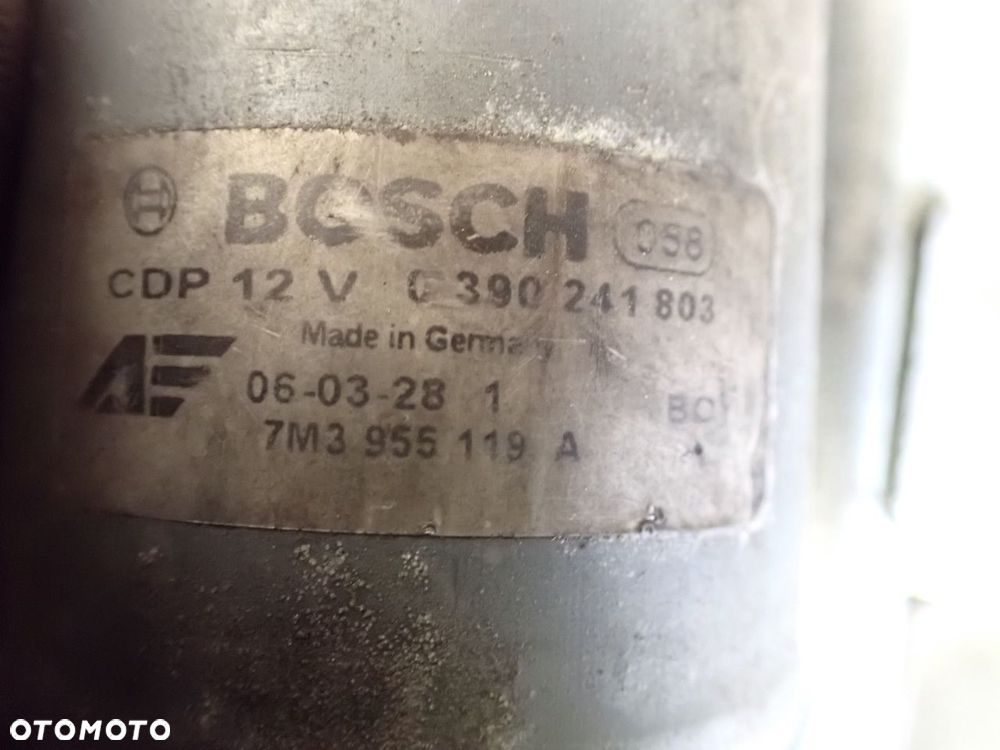 BOSCH 058
CDP 12 V 0 390 241 803
Made in Germany
AE 06-03-28 1
BC
7M3 955 119 A
OTOMOTO